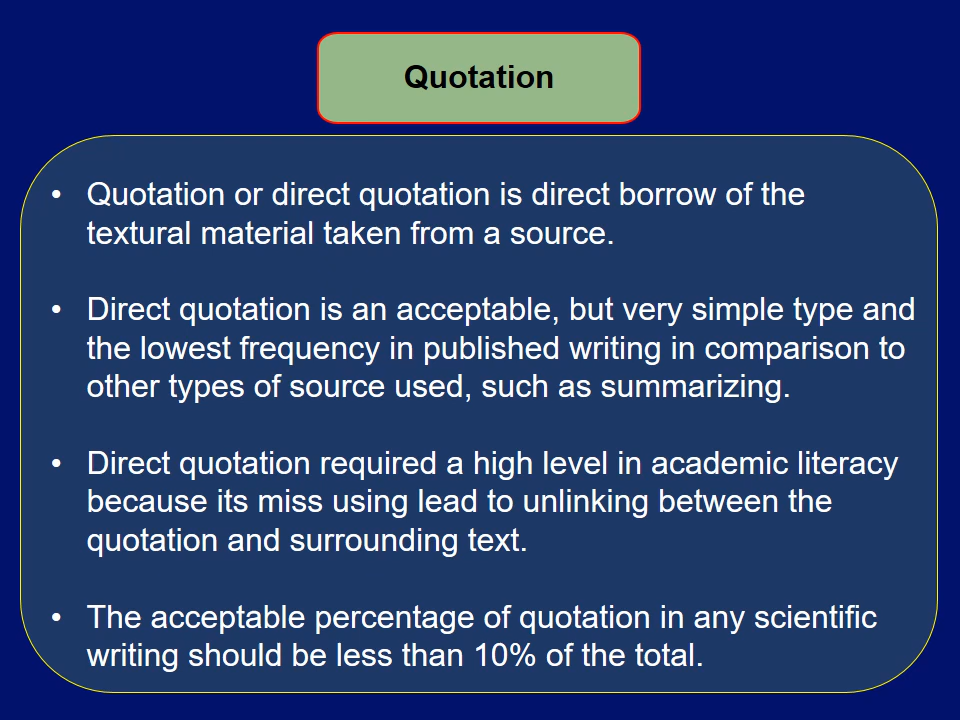 Quotation
• Quotation or direct quotation is direct borrow of the
textural material taken from a source.
• Direct quotation is an acceptable, but very simple type and
the lowest frequency in published writing in comparison to
other types of source used, such as summarizing.
• Direct quotation required a high level in academic literacy
because its miss using lead to unlinking between the
quotation and surrounding text.
• The acceptable percentage of quotation in any scientific
writing should be less than 10% of the total.